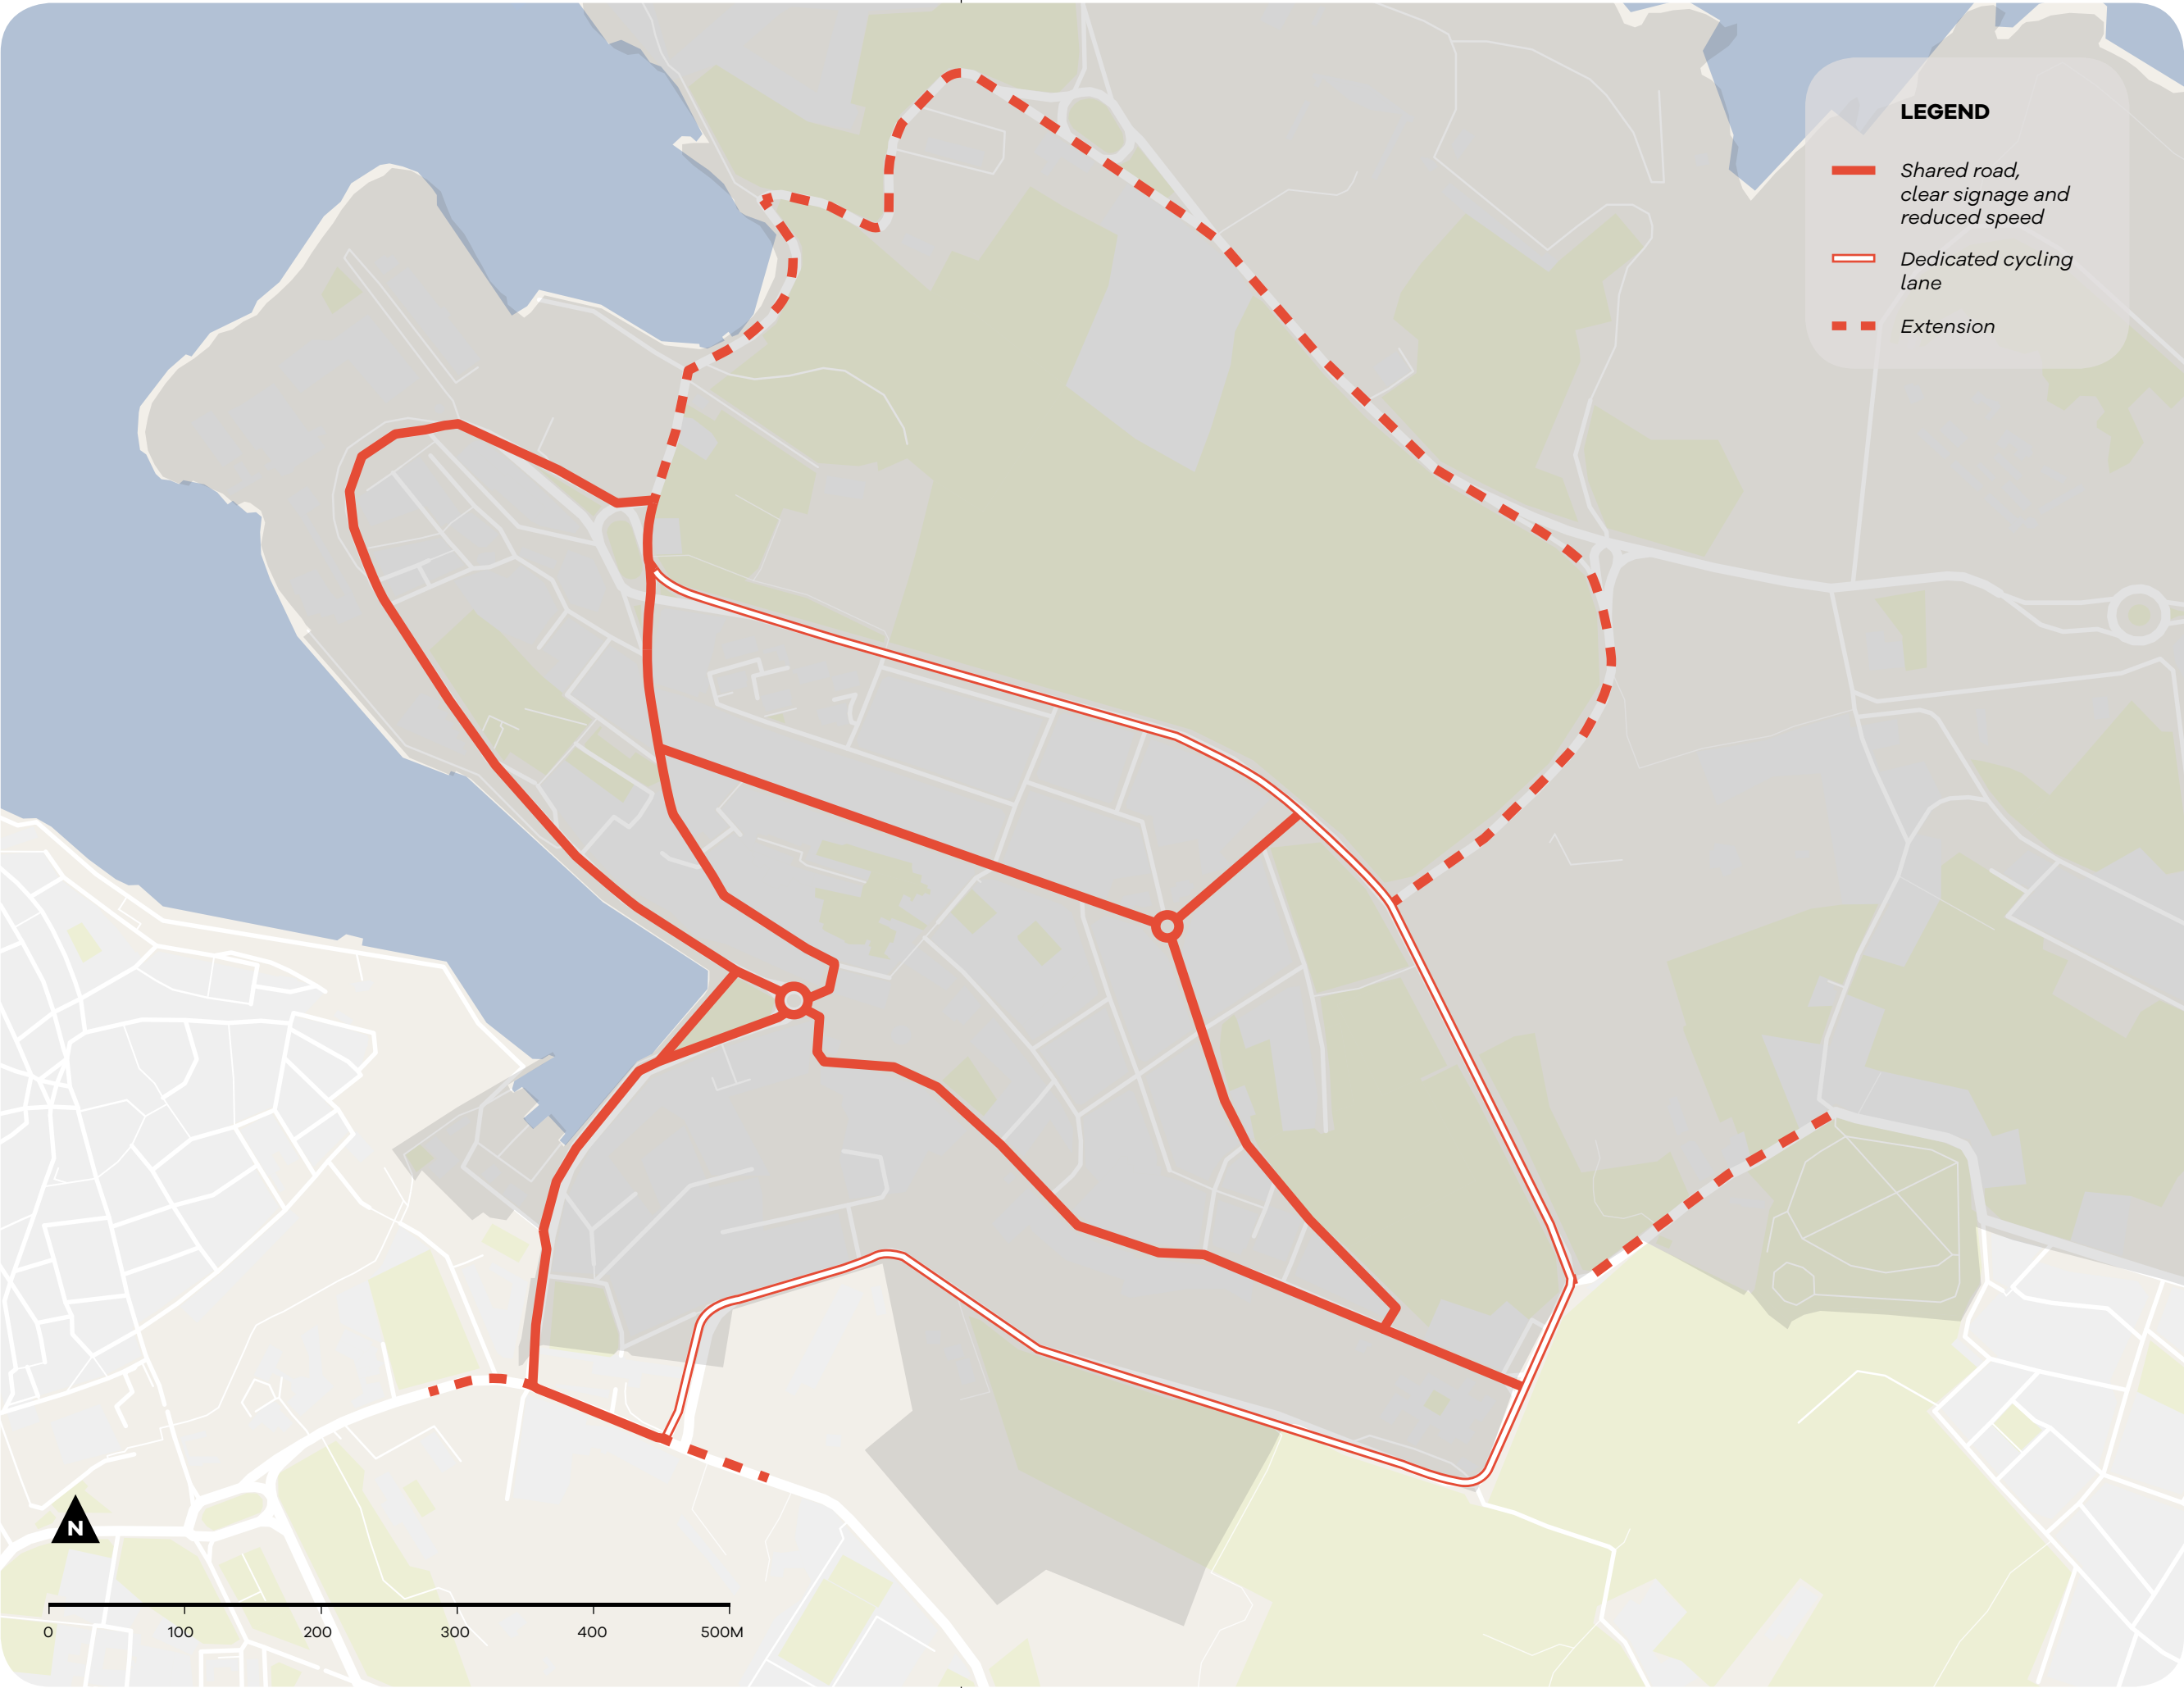 LEGEND
Shared road,
clear signage and
reduced speed
Dedicated cycling
lane
Extension
N
0 100 200 300 400 500M